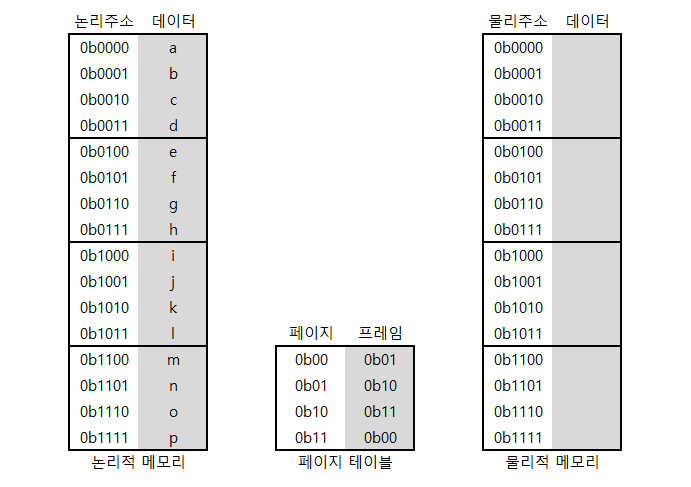 논리주소 데이터 물리주소 데이터
0b0000 a 0b0000
0b0001 b 0b0001
0b0010 c 0b0010
0b0011 d 0b0011
0b0100 e 0b0100
0b0101 f 0b0101
0b0110 g 0b0110
0b0111 h 0b0111
0b1000 i 0b1000
0b1001 j 0b1001
0b1010 k 0b1010
0b1011 l 페이지 프레임 0b1011
0b1100 m 0b00 0b01 0b1100
0b1101 n 0b01 0b10 0b1101
0b1110 o 0b10 0b11 0b1110
0b1111 p 0b11 0b00 0b1111
논리적 메모리 페이지 테이블 물리적 메모리